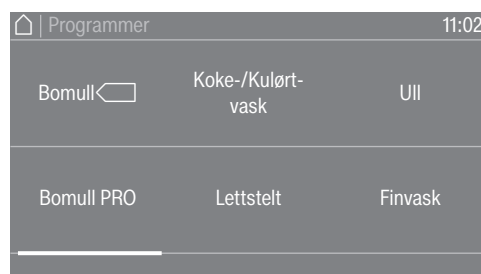 Programmer 11:02
Bomull Koke-/Kulørt-
vask Ull
Bomull PRO Lettstelt Finvask